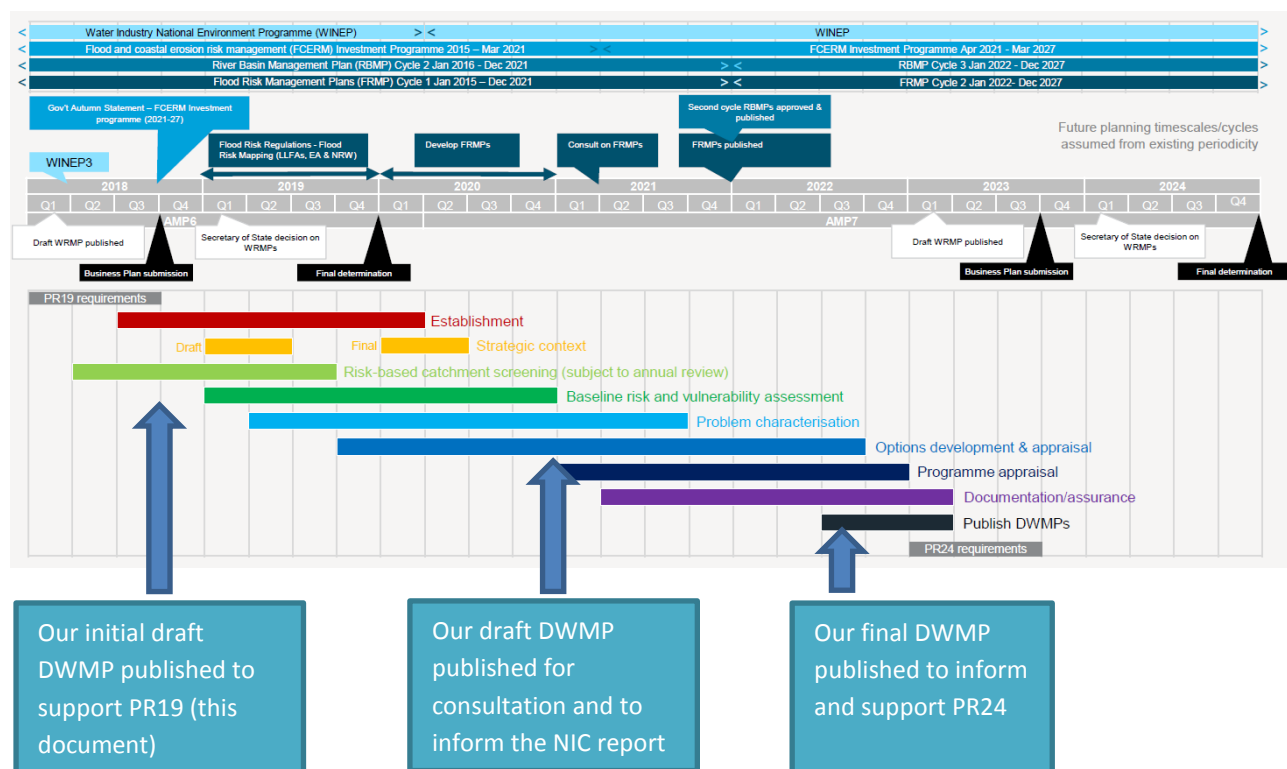 Water Industry National Environment Programme (WINEP) > < WINEP
Flood and coastal erosion risk management (FCERM) Investment Programme 2015 – Mar 2021 > < FCERM Investment Programme Apr 2021 - Mar 2027
River Basin Management Plan (RBMP) Cycle 2 Jan 2016 - Dec 2021 > < RBMP Cycle 3 Jan 2022 - Dec 2027
Flood Risk Management Plans (FRMP) Cycle 1 Jan 2015 – Dec 2021 > < FRMP Cycle 2 Jan 2022- Dec 2027
Gov't Autumn Statement – FCERM Investment
programme (2021-27)
Second cycle RBMPs approved &
published
Future planning timescales/cycles
assumed from existing periodicity
WINEP3
Flood Risk Regulations - Flood
Risk Mapping (LLFAs, EA & NRW)
Develop FRMPs
Consult on FRMPs
FRMPs published
2018 2019 2020 2021 2022 2023 2024
Q1 Q2 Q3 Q4 Q1 Q2 Q3 Q4 Q1 Q2 Q3 Q4 Q1 Q2 Q3 Q4 Q1 Q2 Q3 Q4 Q1 Q2 Q3 Q4 Q1 Q2 Q3 Q4
AMP6 AMP7
Draft WRMP published
Secretary of State decision on
WRMPs
Draft WRMP published
Secretary of State decision on
WRMPs
Business Plan submission
Final determination
Business Plan submission
Final determination
PR19 requirements
Establishment
Draft
Final
Strategic context
Risk-based catchment screening (subject to annual review)
Baseline risk and vulnerability assessment
Problem characterisation
Options development & appraisal
Programme appraisal
Documentation/assurance
Publish DWMPs
PR24 requirements
Our initial draft
DWMP published to
support PR19 (this
document)
Our draft DWMP
published for
consultation and to
inform the NIC report
Our final DWMP
published to inform
and support PR24